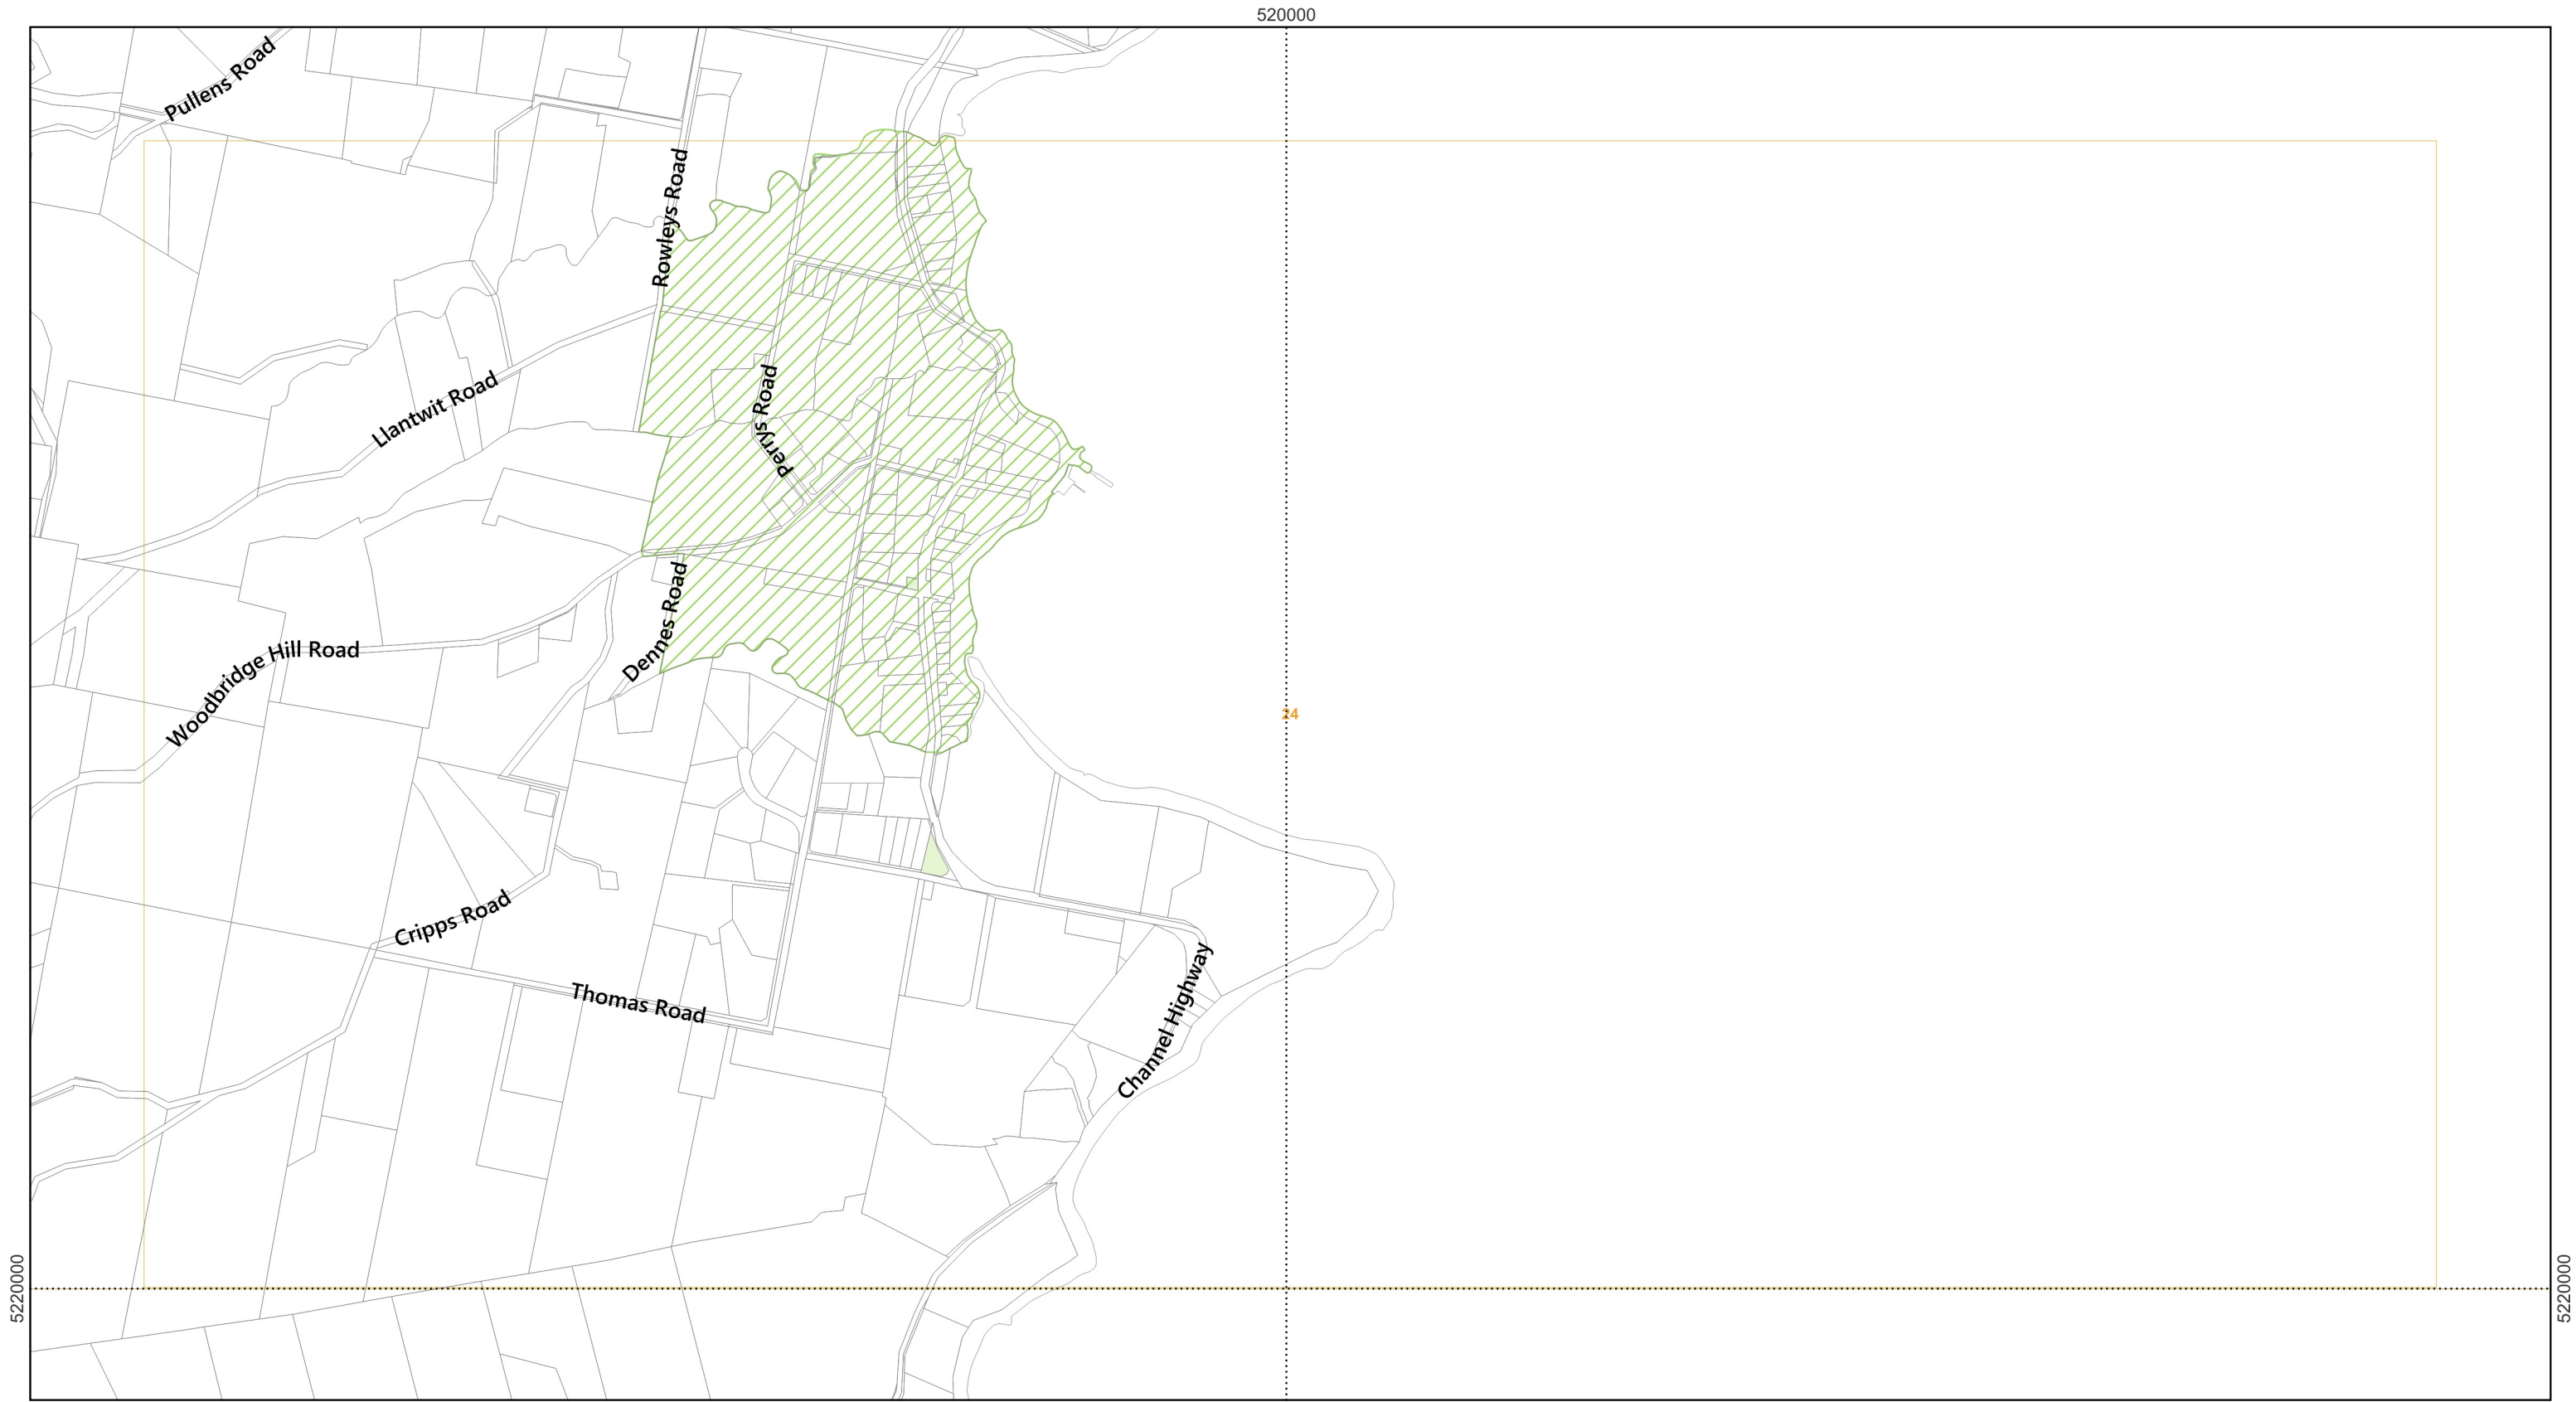 520000
Pullens Road
Rowleys Road
Perrys Road
Llantwit Road
Dennes Road
Woodbridge Hill Road
24
Cripps Road
Thomas Road
Channel Highway
5220000
5220000